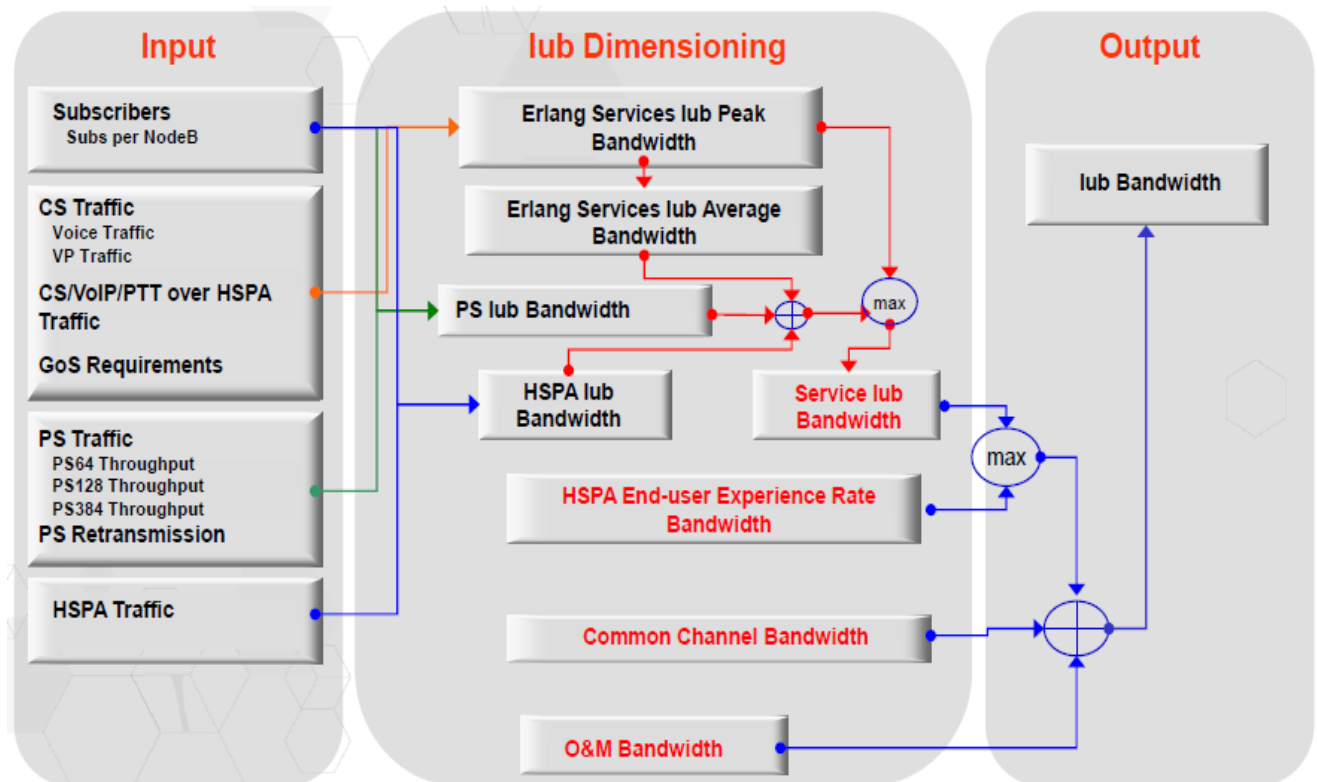 Input
Subscribers
Subs per NodeB
CS Traffic
Voice Traffic
VP Traffic
CS/VoIP/PTT over HSPA
Traffic
GoS Requirements
PS Traffic
PS64 Throughput
PS128 Throughput
PS384 Throughput
PS Retransmission
HSPA Traffic
Iub Dimensioning
Erlang Services Iub Peak
Bandwidth
Erlang Services Iub Average
Bandwidth
PS Iub Bandwidth
max
HSPA Iub
Bandwidth
Service Iub
Bandwidth
max
HSPA End-user Experience Rate
Bandwidth
Common Channel Bandwidth
O&M Bandwidth
Output
Iub Bandwidth